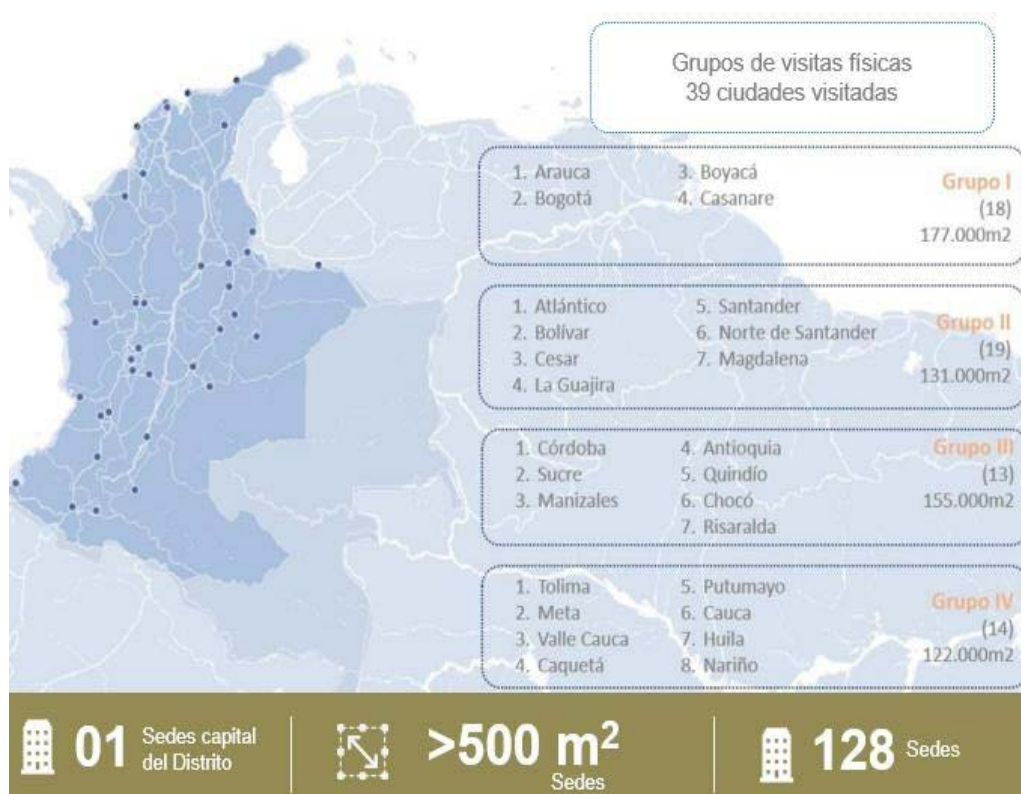 Grupos de visitas físicas
39 ciudades visitadas
1. Arauca
2. Bogotá
3. Boyacá
4. Casanare
Grupo I
(18)
177.000m2
1. Atlántico
2. Bolívar
3. Cesar
4. La Guajira
5. Santander
6. Norte de Santander
7. Magdalena
Grupo II
(19)
131.000m2
1. Córdoba
2. Sucre
3. Manizales
4. Antioquia
5. Quindío
6. Chocó
7. Risaralda
Grupo III
(13)
155.000m2
1. Tolima
2. Meta
3. Valle Cauca
4. Caquetá
5. Putumayo
6. Cauca
7. Huila
8. Nariño
Grupo IV
(14)
122.000m2
01 Sedes capital
del Distrito
>500 m²
Sedes
128 Sedes